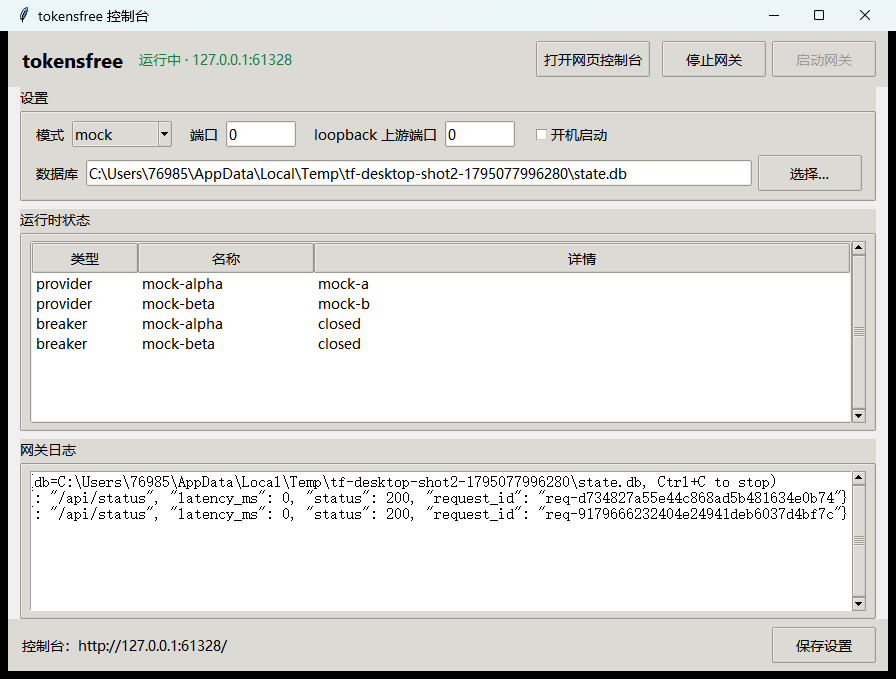 tokensfree 控制台
tokensfree 运行中 · 127.0.0.1:61328 打开网页控制台 停止网关 启动网关
设置
模式 mock 端口 0 loopback 上游端口 0 开机启动
数据库 C:\Users\76985\AppData\Local\Temp\tf-desktop-shot2-1795077996280\state.db 选择...
运行时状态
类型 名称 详情
provider mock-alpha mock-a
provider mock-beta mock-b
breaker mock-alpha closed
breaker mock-beta closed
网关日志
db=C:\Users\76985\AppData\Local\Temp\tf-desktop-shot2-1795077996280\state.db, Ctrl+C to stop)
: "/api/status", "latency_ms": 0, "status": 200, "request_id": "req-d734827a55e44c868ad5b481634e0b74"}
: "/api/status", "latency_ms": 0, "status": 200, "request_id": "req-9179666232404e24941deb6037d4bf7c"}
控制台：http://127.0.0.1:61328/ 保存设置